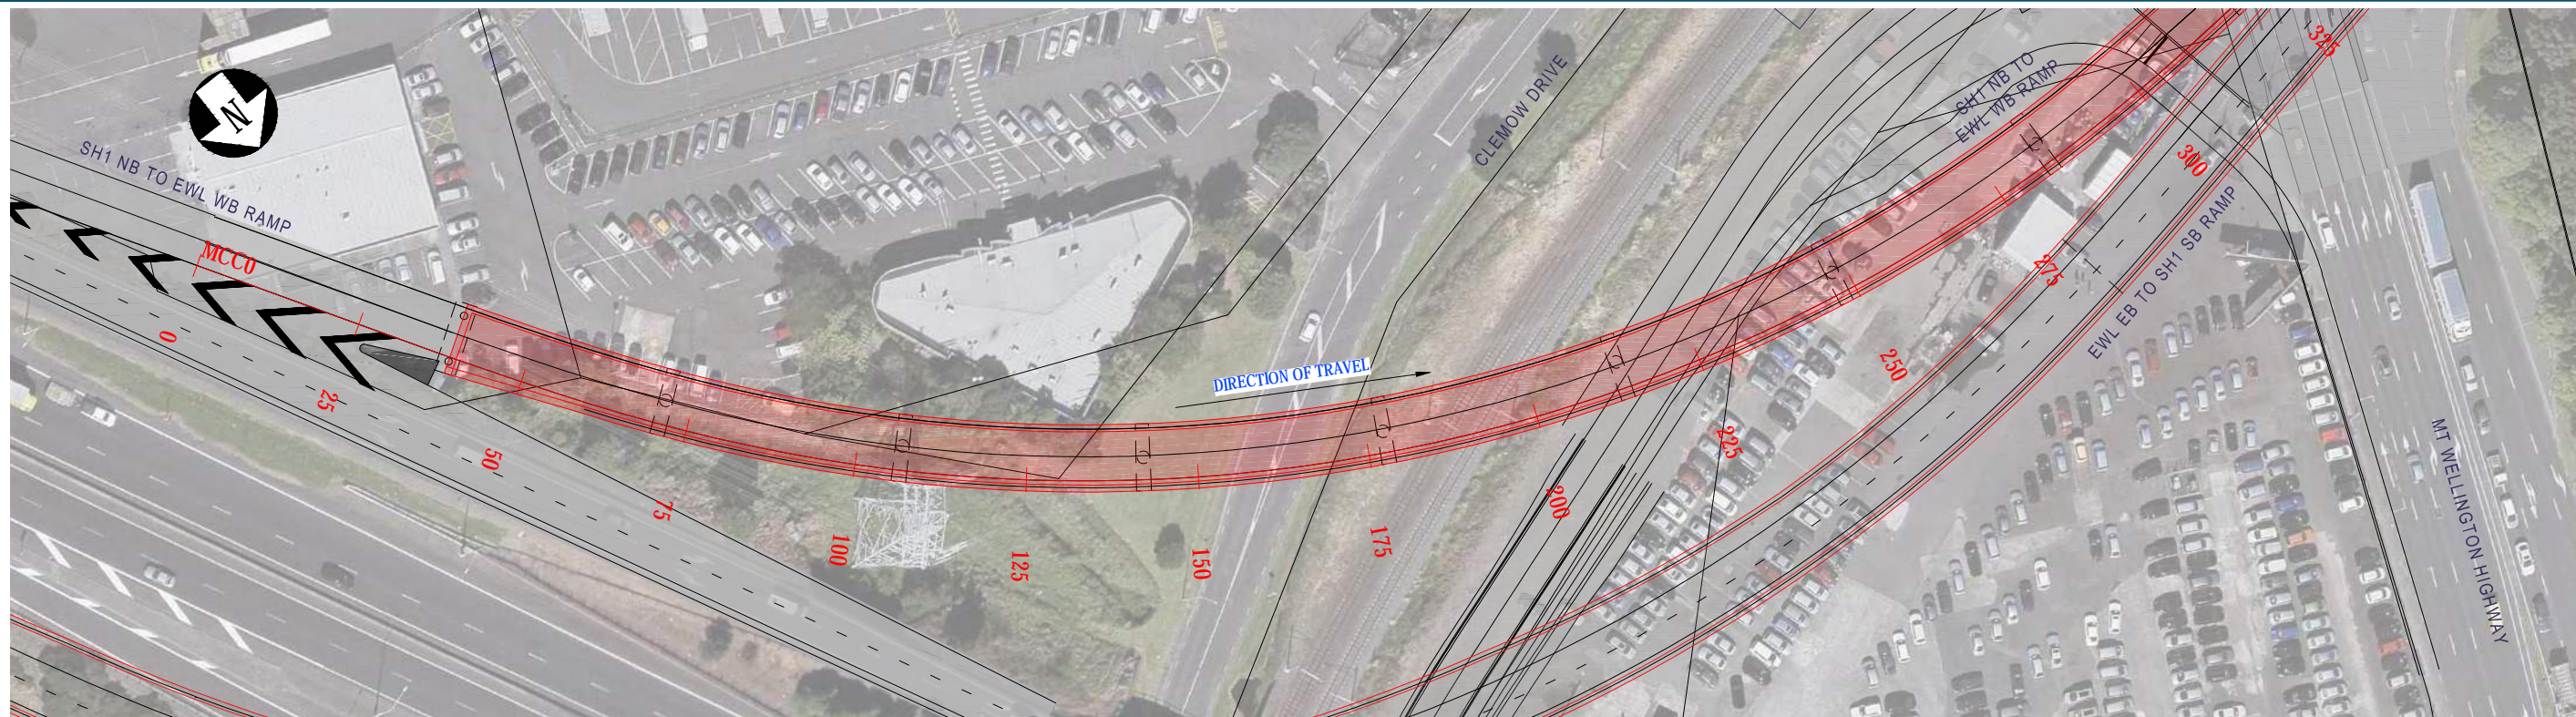 N
SH1 NB TO EWL WB RAMP
MCC0
0
25
50
75
100
125
150
175
200
225
250
275
300
325
DIRECTION OF TRAVEL
CLEMOW DRIVE
SH1 NB TO
EWL WB RAMP
EWL EB TO SH1 SB RAMP
MT WELLINGTON HIGHWAY